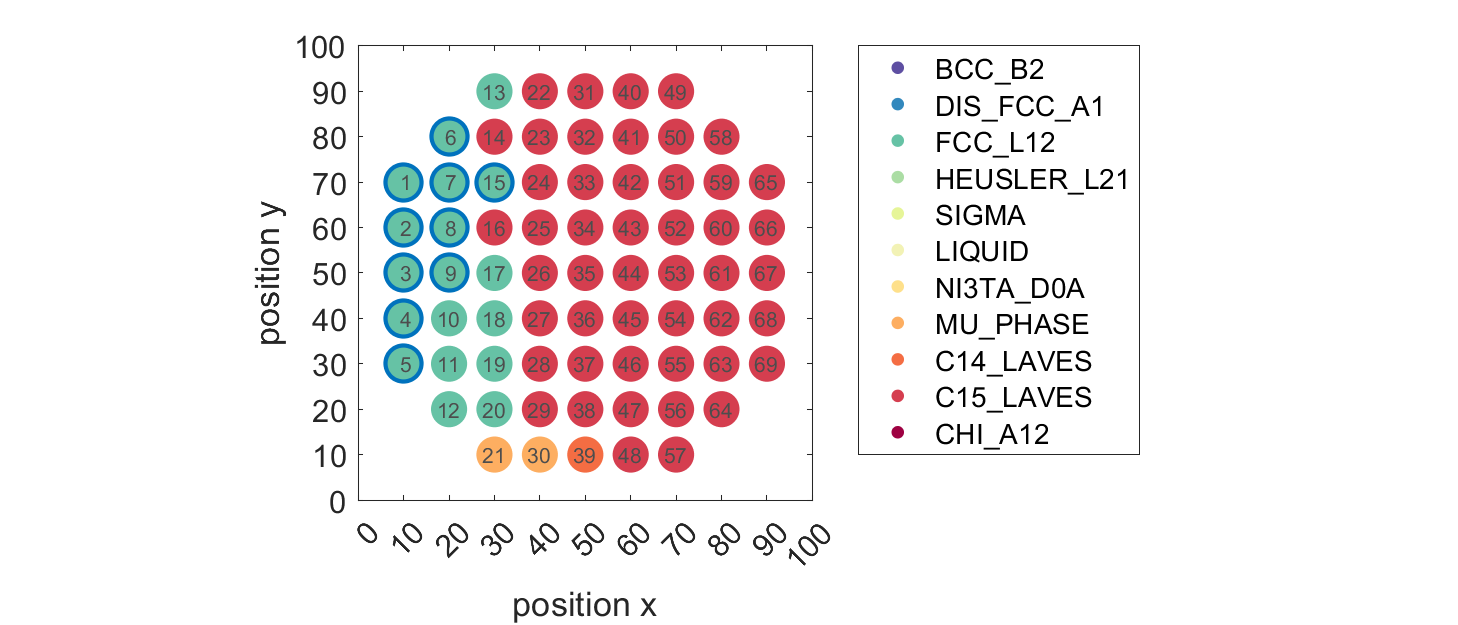 100
90 13 22 31 40 49
80 6 14 23 32 41 50 58
70 1 7 15 24 33 42 51 59 65
60 2 8 16 25 34 43 52 60 66
50 3 9 17 26 35 44 53 61 67
40 4 10 18 27 36 45 54 62 68
30 5 11 19 28 37 46 55 63 69
20 12 20 29 38 47 56 64
10 21 30 39 48 57
0
0 10 20 30 40 50 60 70 80 90 100
position x
position y
BCC_B2
DIS_FCC_A1
FCC_L12
HEUSLER_L21
SIGMA
LIQUID
NI3TA_D0A
MU_PHASE
C14_LAVES
C15_LAVES
CHI_A12